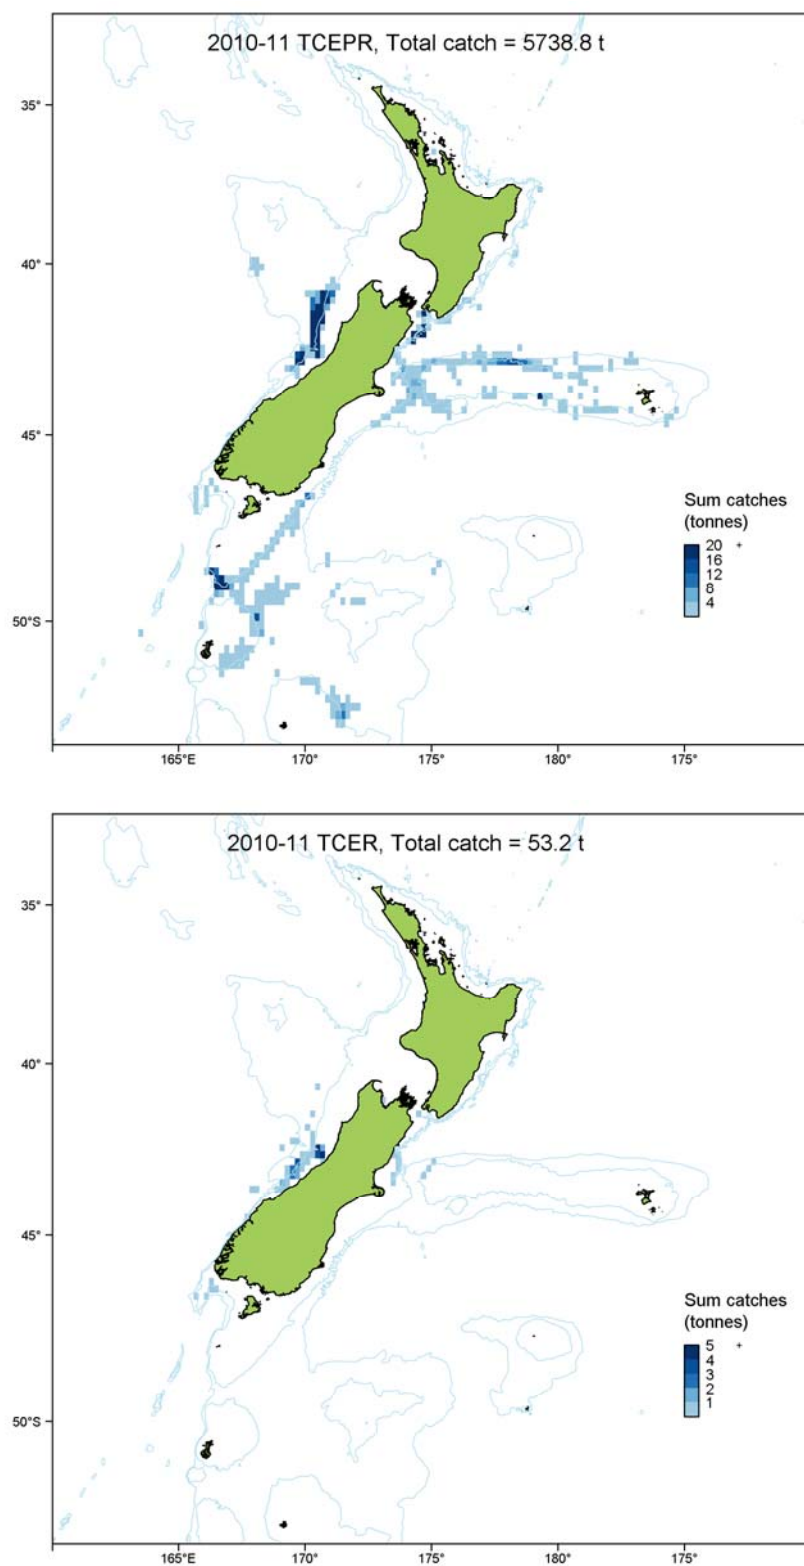 2010-11 TCEPR, Total catch = 5738.8 t
35°
40°
45°
50°S
Sum catches
(tonnes)
20 +
16
12
8
4
165°E 170° 175° 180° 175°
2010-11 TCER, Total catch = 53.2 t
35°
40°
45°
50°S
Sum catches
(tonnes)
5 +
4
3
2
1
165°E 170° 175° 180° 175°